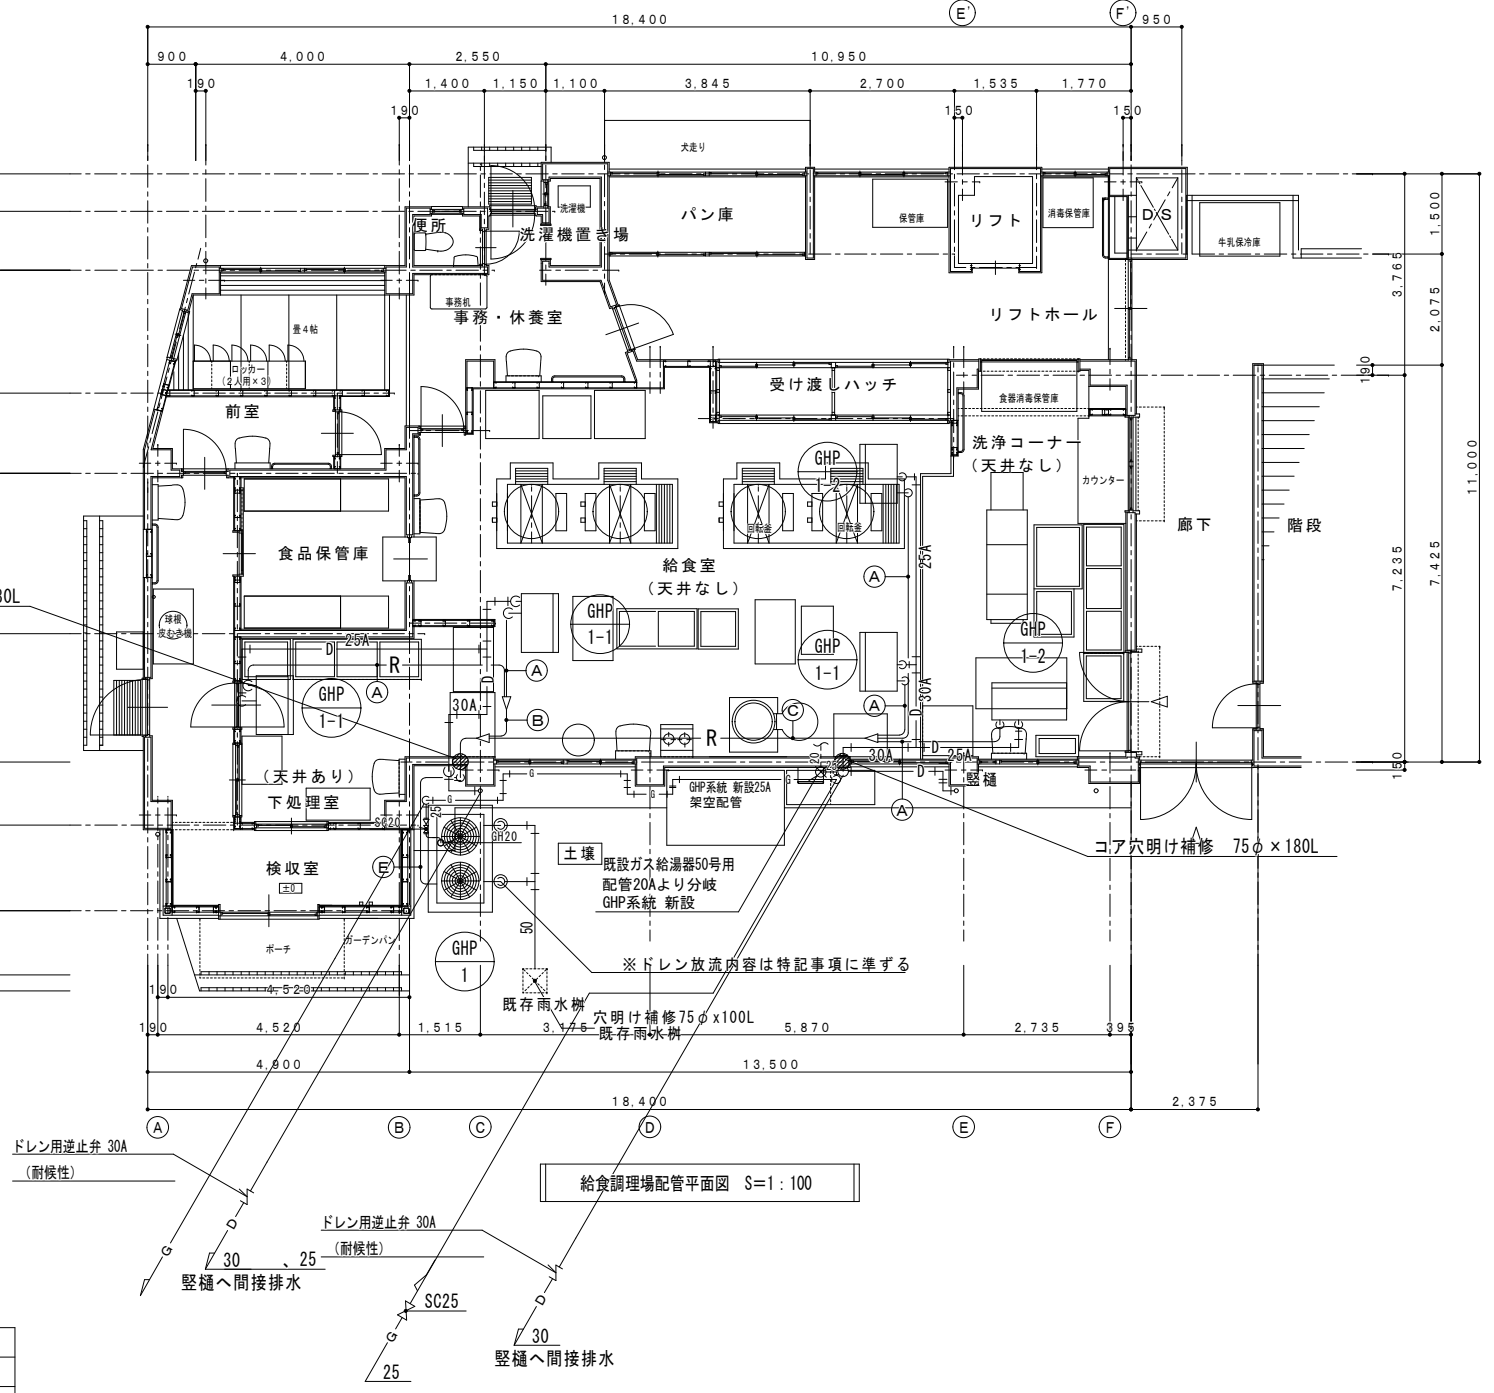 E'
F'
18,400
950
900
4,000
2,550
10,950
190
1,400
1,150
1,100
3,845
2,700
1,535
1,770
190
150
150
犬走り
便所
洗濯機
洗濯機置き場
パン庫
保管庫
リフト
消毒保管庫
D/S
牛乳保冷庫
1,500
3,765
2,075
190
11,000
7,235
7,425
150
事務机
事務・休養室
リフトホール
畳4帖
ロッカー
(2人用×3)
前室
受け渡しハッチ
食器消毒保管庫
洗浄コーナー
(天井なし)
カウンター
廊下
階段
GHP
1-2
回転釜
回転釜
食品保管庫
給食室
(天井なし)
25A
A
30L
球根
皮むき機
GHP
1-1
GHP
1-1
GHP
1-2
25A
D
R
A
A
D
GHP
1-1
30A
B
C
R
D 30A
A
30A
D
25A
20
(天井あり)
下処理室
G
G
GHP系統 新設25A
架空配管
D
竪樋
A
SC20
25
G
GH20
E
検収室
±0
土壌
既設ガス給湯器50号用
配管20Aより分岐
GHP系統 新設
コア穴明け補修 75φ×180L
ポーチ
ガーデンパン
GHP
1
50
※ドレン放流内容は特記事項に準ずる
既存雨水桝
穴明け補修75φx100L
既存雨水桝
190
4,520
190
4,520
1,515
3,175
5,870
2,735
395
4,900
13,500
18,400
2,375
A
B
C
D
E
F
ドレン用逆止弁 30A
(耐候性)
給食調理場配管平面図 S=1:100
D
G
30 、25
竪樋へ間接排水
ドレン用逆止弁 30A
(耐候性)
SC25
G
25
D
30
竪樋へ間接排水